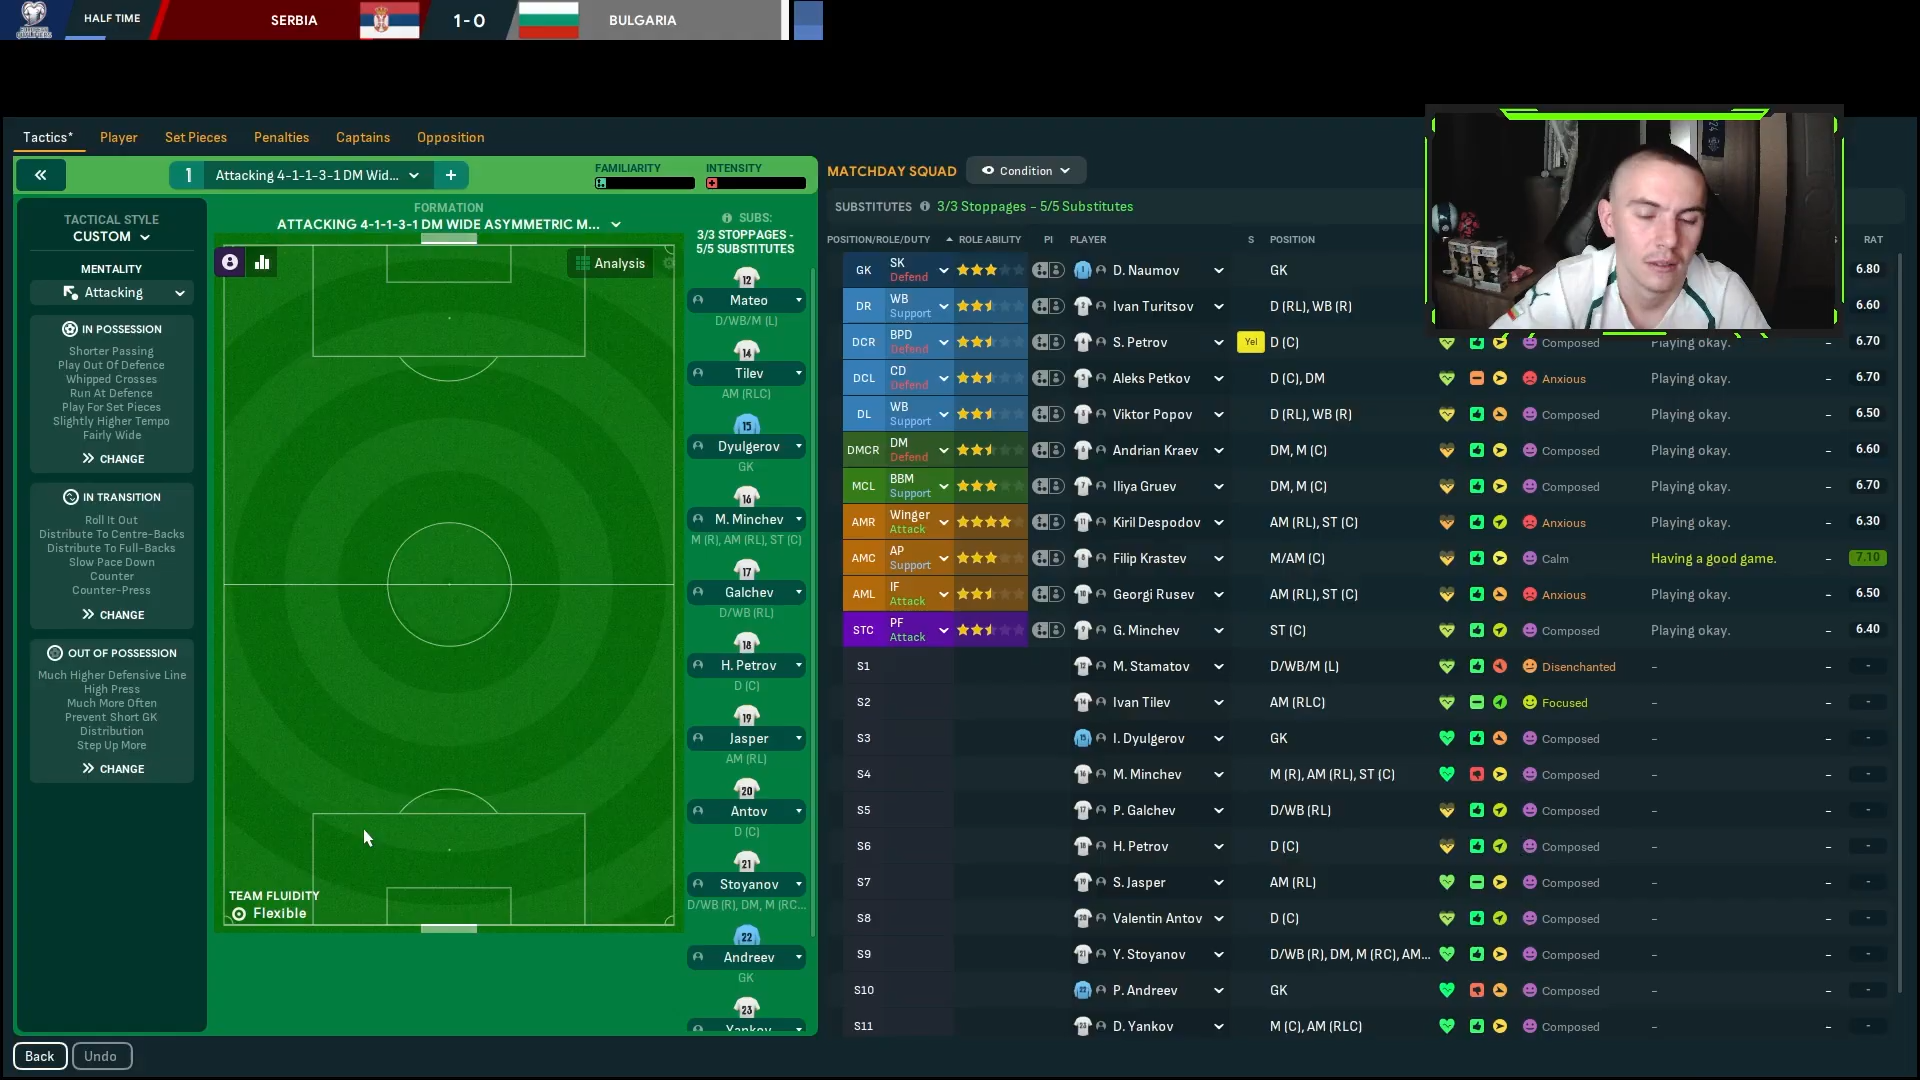 HALF TIME
SERBIA
1 - 0
BULGARIA
Tactics*
Player
Set Pieces
Penalties
Captains
Opposition
1
Attacking 4-1-1-3-1 DM Wid...
+
FAMILIARITY
INTENSITY
TACTICAL STYLE
CUSTOM
MENTALITY
Attacking
IN POSSESSION
Shorter Passing
Play Out Of Defence
Whipped Crosses
Run At Defence
Play For Set Pieces
Slightly Higher Tempo
Fairly Wide
CHANGE
IN TRANSITION
Roll It Out
Distribute To Centre-Backs
Distribute To Full-Backs
Slow Pace Down
Counter
Counter-Press
CHANGE
OUT OF POSSESSION
Much Higher Defensive Line
High Press
Much More Often
Prevent Short GK
Distribution
Step Up More
CHANGE
FORMATION
ATTACKING 4-1-1-3-1 DM WIDE ASYMMETRIC M...
Analysis
TEAM FLUIDITY
Flexible
SUBS:
3/3 STOPPAGES -
5/5 SUBSTITUTES
12
Mateo
D/WB/M (L)
14
Tilev
AM (RLC)
15
Dyulgerov
GK
16
M. Minchev
M (R), AM (RL), ST (C)
17
Galchev
D/WB (RL)
18
H. Petrov
D (C)
19
Jasper
AM (RL)
20
Antov
D (C)
21
Stoyanov
D/WB (R), DM, M (RC...
22
Andreev
GK
23
Yankov
MATCHDAY SQUAD
Condition
SUBSTITUTES 3/3 Stoppages - 5/5 Substitutes
POSITION/ROLE/DUTY ROLE ABILITY PI PLAYER S POSITION RAT
GK SK Defend D. Naumov GK 6.80
DR WB Support Ivan Turitsov D (RL), WB (R) 6.60
DCR BPD Defend S. Petrov Yel D (C) Composed Playing okay. 6.70
DCL CD Defend Aleks Petkov D (C), DM Anxious Playing okay. - 6.70
DL WB Support Viktor Popov D (RL), WB (R) Composed Playing okay. - 6.50
DMCR DM Defend Andrian Kraev DM, M (C) Composed Playing okay. - 6.60
MCL BBM Support Iliya Gruev DM, M (C) Composed Playing okay. - 6.70
AMR Winger Attack Kiril Despodov AM (RL), ST (C) Anxious Playing okay. - 6.30
AMC AP Support Filip Krastev M/AM (C) Calm Having a good game. - 7.10
AML IF Attack Georgi Rusev AM (RL), ST (C) Anxious Playing okay. - 6.50
STC PF Attack G. Minchev ST (C) Composed Playing okay. - 6.40
S1 M. Stamatov D/WB/M (L) Disenchanted - - -
S2 Ivan Tilev AM (RLC) Focused - - -
S3 I. Dyulgerov GK Composed - - -
S4 M. Minchev M (R), AM (RL), ST (C) Composed - - -
S5 P. Galchev D/WB (RL) Composed - - -
S6 H. Petrov D (C) Composed - - -
S7 S. Jasper AM (RL) Composed - - -
S8 Valentin Antov D (C) Composed - - -
S9 Y. Stoyanov D/WB (R), DM, M (RC), AM... Composed - - -
S10 P. Andreev GK Composed - - -
S11 D. Yankov M (C), AM (RLC) Composed - - -
Back
Undo